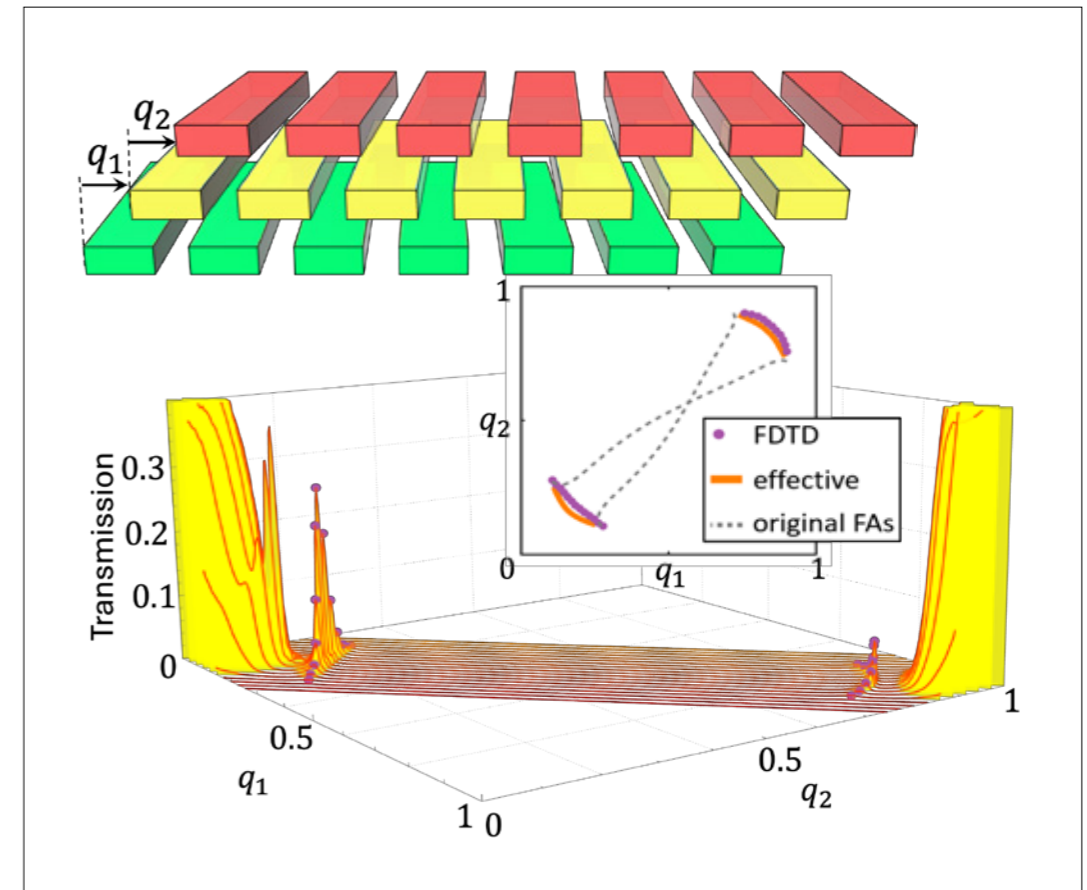 q₂
q₁
1
q₂
0
q₁
1
FDTD
effective
original FAs
Transmission
0.3
0.2
0.1
0
0.5
q₁
1
0
0.5
q₂
1